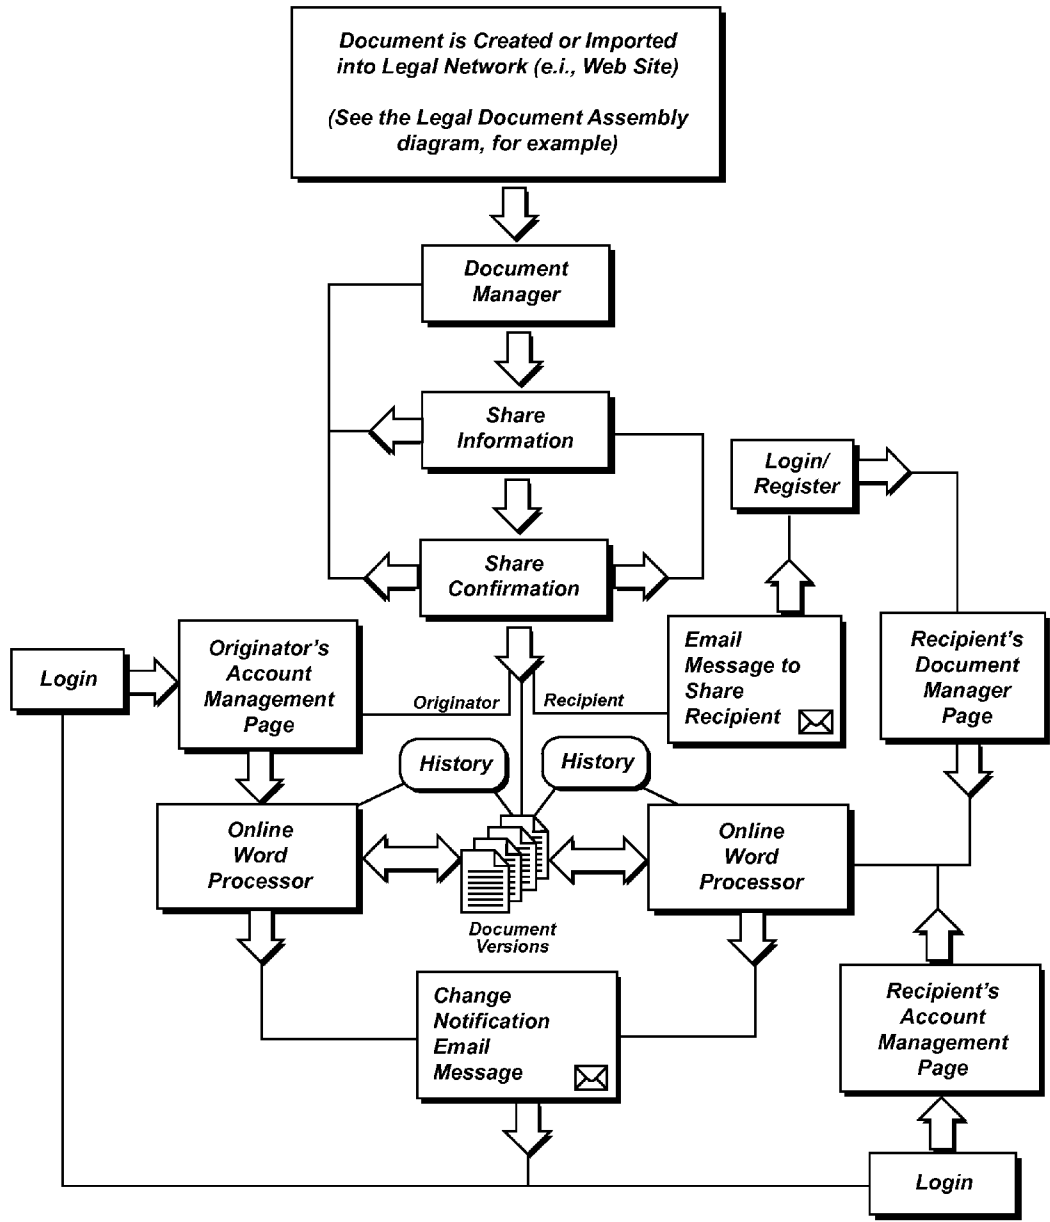 Document is Created or Imported
into Legal Network (e.i., Web Site)
(See the Legal Document Assembly
diagram, for example)
Document
Manager
Share
Information
Login/
Register
Share
Confirmation
Originator's
Account
Management
Page
Login
Email
Message to
Share
Recipient
Recipient's
Document
Manager
Page
Originator
Recipient
History
History
Online
Word
Processor
Online
Word
Processor
Document
Versions
Change
Notification
Email
Message
Recipient's
Account
Management
Page
Login